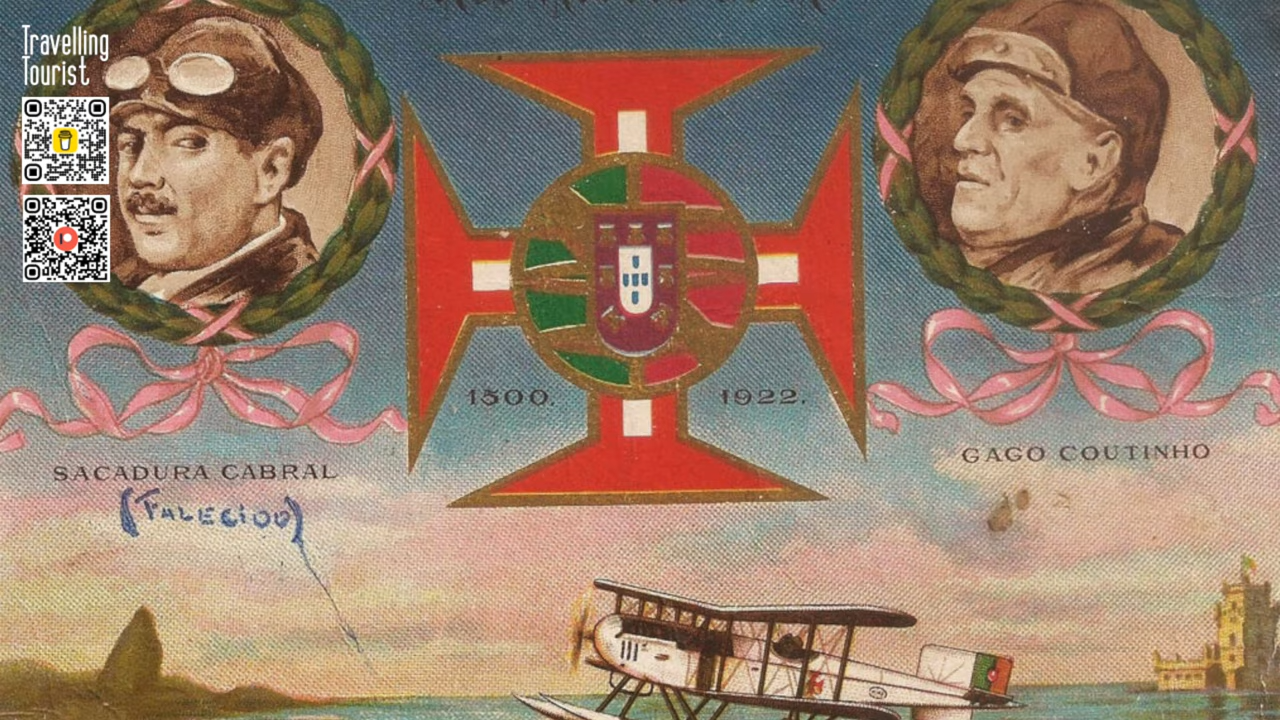 Travelling
Tourist
1500.
1922.
SACADURA CABRAL
GAGO COUTINHO
(FALECIDO)